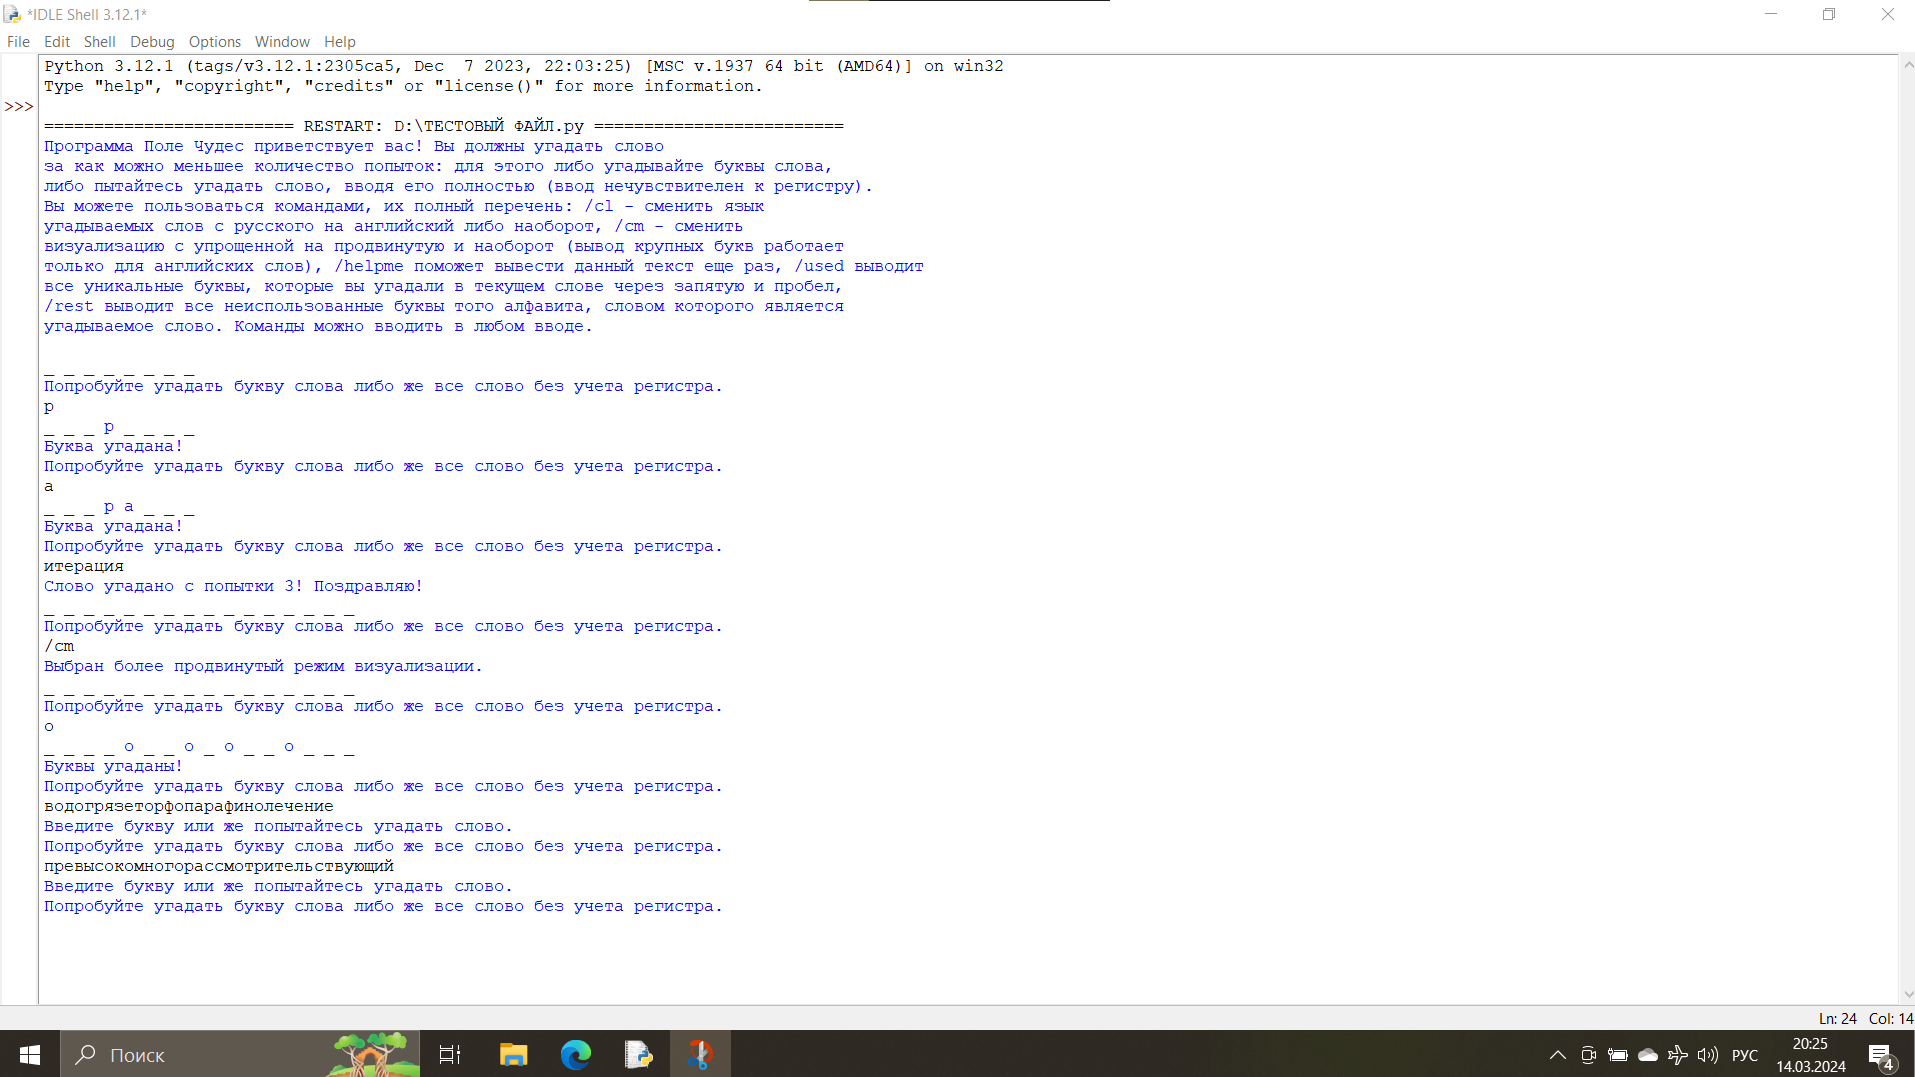 *IDLE Shell 3.12.1*
File Edit Shell Debug Options Window Help
Python 3.12.1 (tags/v3.12.1:2305ca5, Dec  7 2023, 22:03:25) [MSC v.1937 64 bit (AMD64)] on win32
Type "help", "copyright", "credits" or "license()" for more information.
>>>
========================= RESTART: D:\ТЕСТОВЫЙ ФАЙЛ.py =========================
Программа Поле Чудес приветствует вас! Вы должны угадать слово
за как можно меньшее количество попыток: для этого либо угадывайте буквы слова,
либо пытайтесь угадать слово, вводя его полностью (ввод нечувствителен к регистру).
Вы можете пользоваться командами, их полный перечень: /cl - сменить язык
угадываемых слов с русского на английский либо наоборот, /cm - сменить
визуализацию с упрощенной на продвинутую и наоборот (вывод крупных букв работает
только для английских слов), /helpme поможет вывести данный текст еще раз, /used выводит
все уникальные буквы, которые вы угадали в текущем слове через запятую и пробел,
/rest выводит все неиспользованные буквы того алфавита, словом которого является
угадываемое слово. Команды можно вводить в любом вводе.
_ _ _ _ _ _ _ _
Попробуйте угадать букву слова либо же все слово без учета регистра.
р
_ _ _ р _ _ _ _
Буква угадана!
Попробуйте угадать букву слова либо же все слово без учета регистра.
а
_ _ _ р а _ _ _
Буква угадана!
Попробуйте угадать букву слова либо же все слово без учета регистра.
итерация
Слово угадано с попытки 3! Поздравляю!
_ _ _ _ _ _ _ _ _ _ _ _ _ _ _ _
Попробуйте угадать букву слова либо же все слово без учета регистра.
/cm
Выбран более продвинутый режим визуализации.
_ _ _ _ _ _ _ _ _ _ _ _ _ _ _ _
Попробуйте угадать букву слова либо же все слово без учета регистра.
о
_ _ _ _ о _ _ о _ о _ _ о _ _ _
Буквы угаданы!
Попробуйте угадать букву слова либо же все слово без учета регистра.
водогрязеторфопарафинолечение
Введите букву или же попытайтесь угадать слово.
Попробуйте угадать букву слова либо же все слово без учета регистра.
превысокомногорассмотрительствующий
Введите букву или же попытайтесь угадать слово.
Попробуйте угадать букву слова либо же все слово без учета регистра.
Ln: 24 Col: 14
Поиск
РУС
20:25
14.03.2024
4